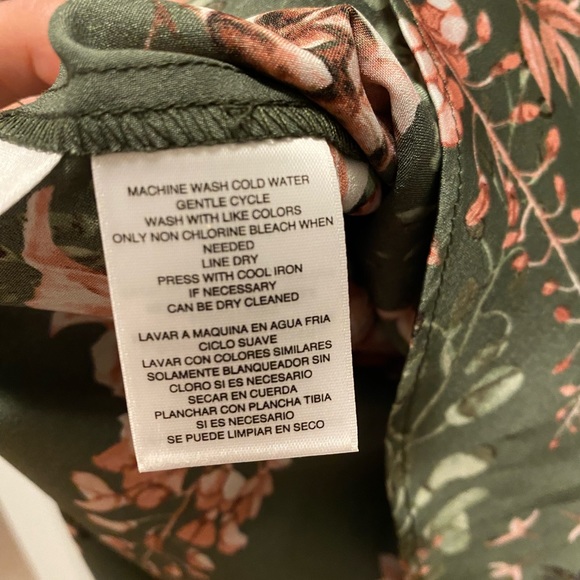 MACHINE WASH COLD WATER
GENTLE CYCLE
WASH WITH LIKE COLORS
ONLY NON CHLORINE BLEACH WHEN
NEEDED
LINE DRY
PRESS WITH COOL IRON
IF NECESSARY
CAN BE DRY CLEANED
LAVAR A MAQUINA EN AGUA FRIA
CICLO SUAVE
LAVAR CON COLORES SIMILARES
SOLAMENTE BLANQUEADOR SIN
CLORO SI ES NECESARIO
SECAR EN CUERDA
PLANCHAR CON PLANCHA TIBIA
SI ES NECESARIO
SE PUEDE LIMPIAR EN SECO